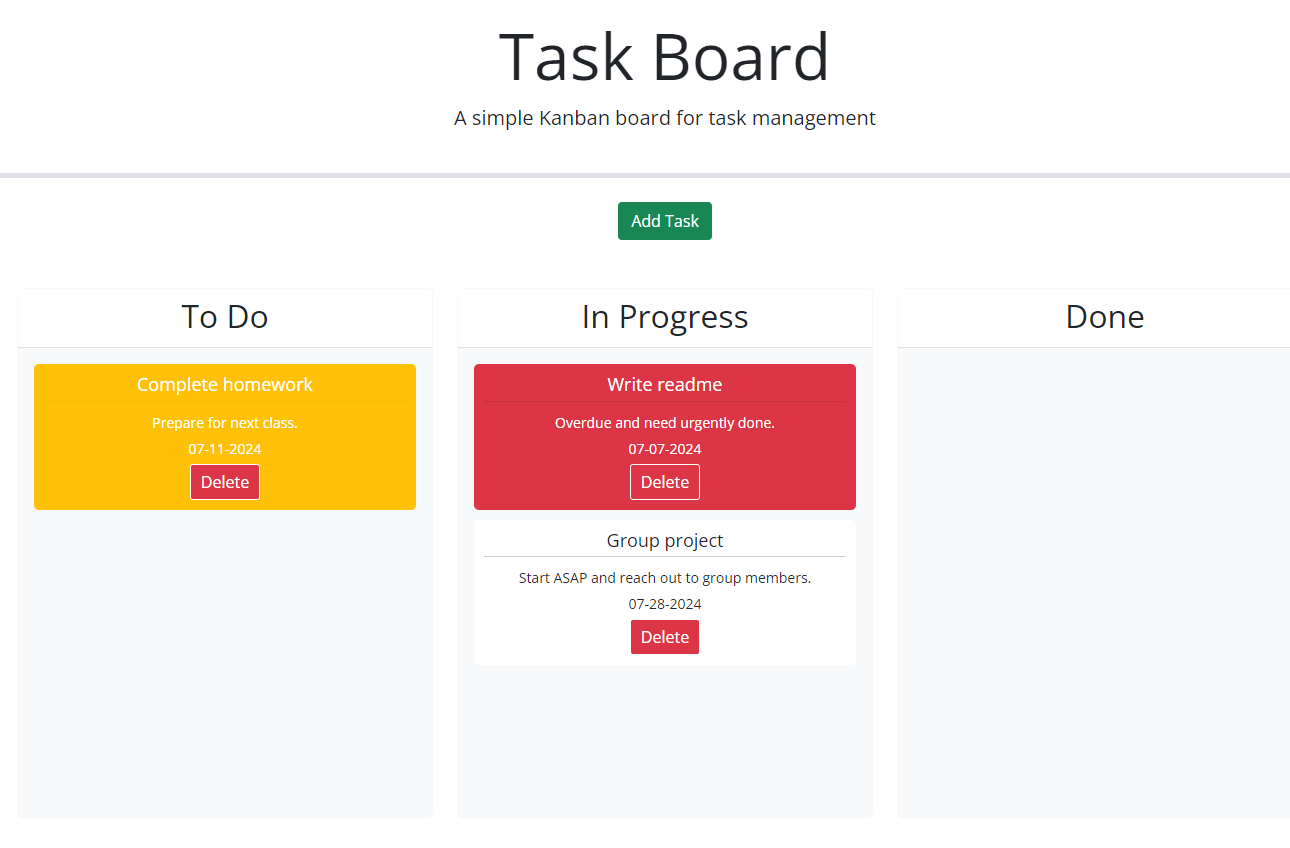 Task Board
A simple Kanban board for task management
Add Task
To Do
Complete homework
Prepare for next class.
07-11-2024
Delete
In Progress
Write readme
Overdue and need urgently done.
07-07-2024
Delete
Group project
Start ASAP and reach out to group members.
07-28-2024
Delete
Done